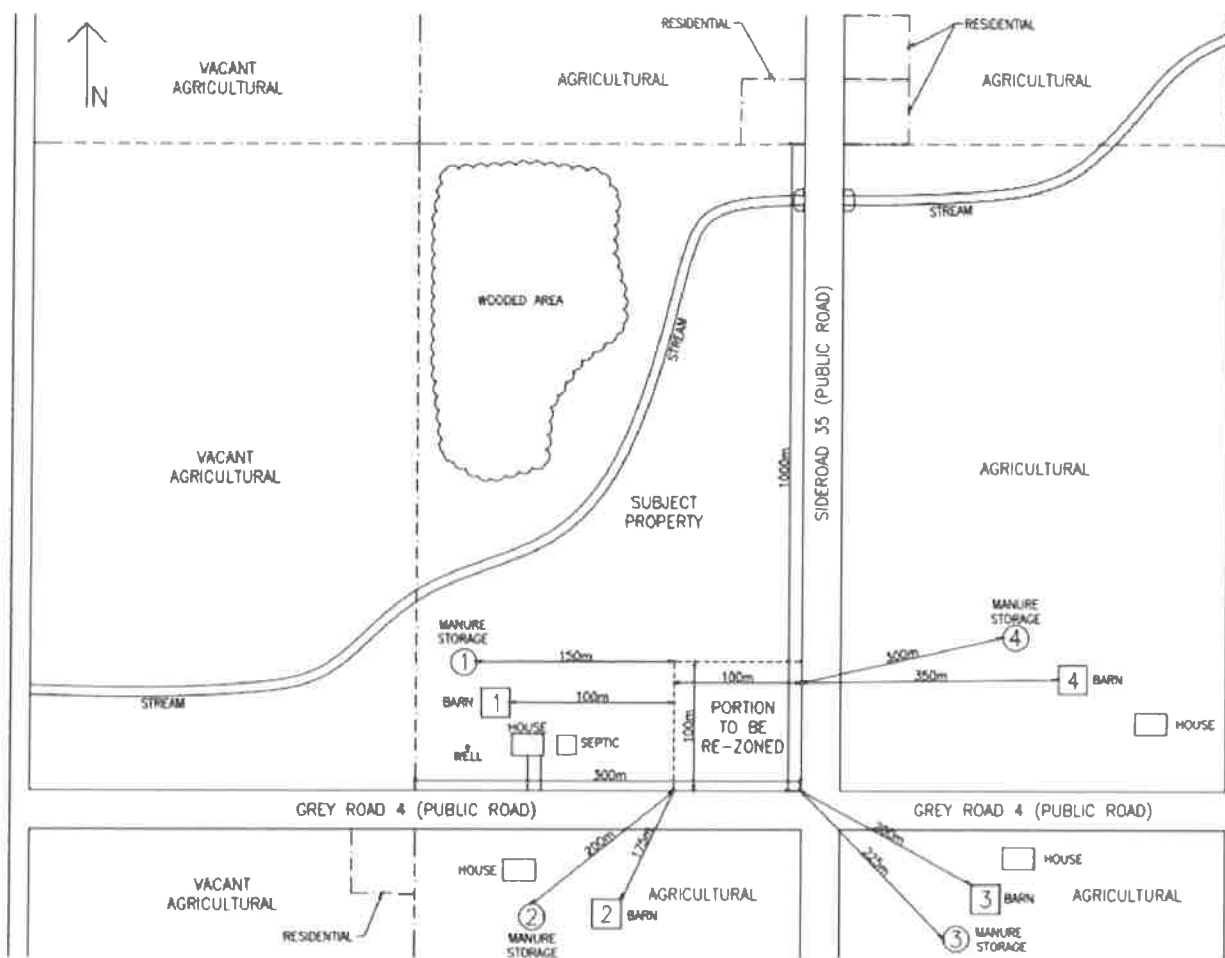 RESIDENTIAL
RESIDENTIAL
N
VACANT
AGRICULTURAL
AGRICULTURAL
AGRICULTURAL
STREAM
WOODED AREA
STREAM
SIDEROAD 35 (PUBLIC ROAD)
1000m
VACANT
AGRICULTURAL
SUBJECT
PROPERTY
AGRICULTURAL
MANURE
STORAGE
1
150m
MANURE
STORAGE
4
300m
100m
350m
4 BARN
STREAM
BARN 1
100m
100m
PORTION
TO BE
RE-ZONED
HOUSE
WELL
SEPTIC
HOUSE
300m
GREY ROAD 4 (PUBLIC ROAD)
GREY ROAD 4 (PUBLIC ROAD)
200m
175m
200m
225m
HOUSE
HOUSE
VACANT
AGRICULTURAL
AGRICULTURAL
AGRICULTURAL
2
2 BARN
3 BARN
RESIDENTIAL
MANURE
STORAGE
3 MANURE
STORAGE